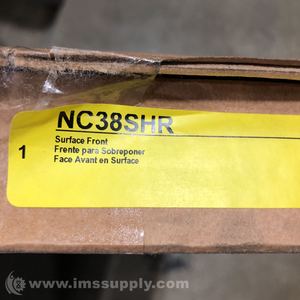 NC38SHR
1
Surface Front
Frente para Sobreponer
Face Avant en Surface
© www.imssupply.com